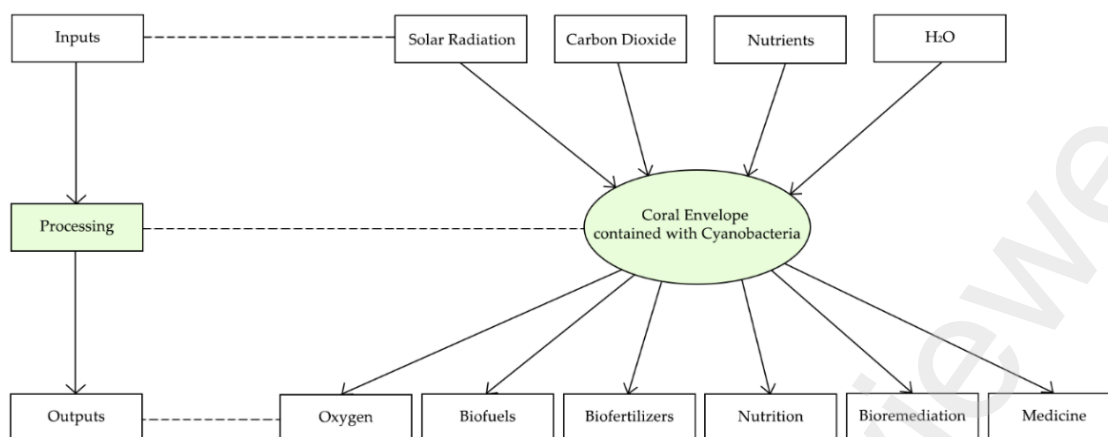 Inputs
Solar Radiation
Carbon Dioxide
Nutrients
H₂O
Processing
Coral Envelope
contained with Cyanobacteria
Outputs
Oxygen
Biofuels
Biofertilizers
Nutrition
Bioremediation
Medicine